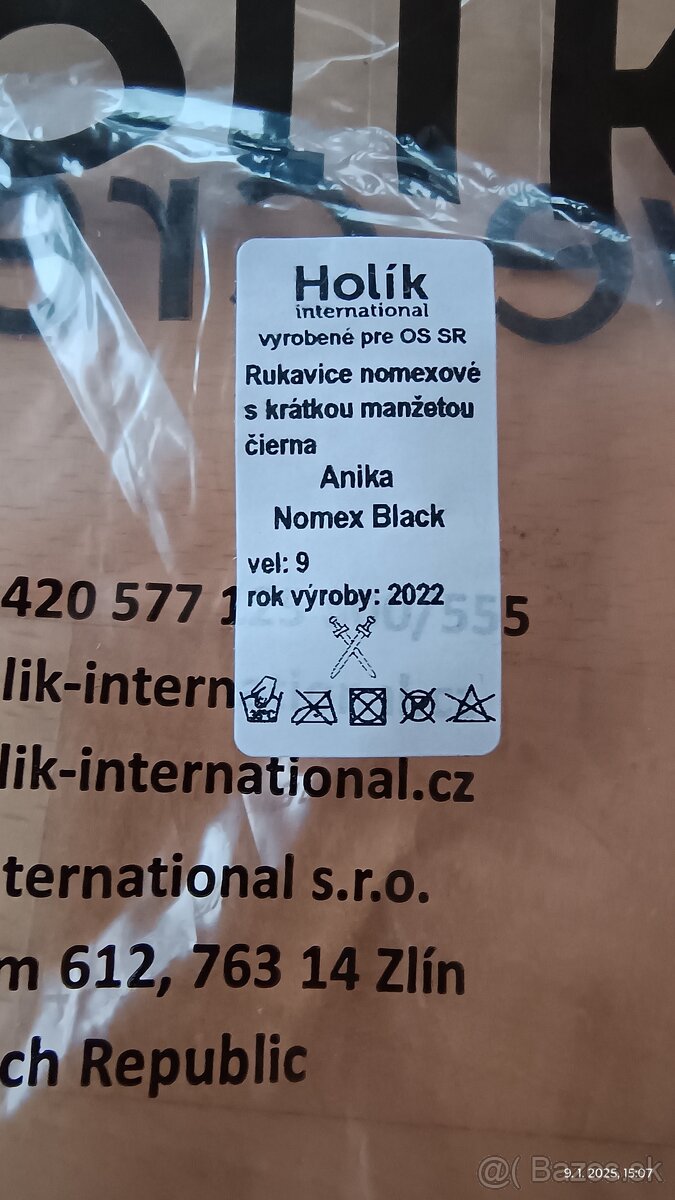 Holík
international
vyrobené pre OS SR
Rukavice nomexové
s krátkou manžetou
čierna
Anika
Nomex Black
vel: 9
rok výroby: 2022
420 577 1
lik-intern
lik-international.cz
ternational s.r.o.
m 612, 763 14 Zlín
ch Republic
@( Bazos.sk
9. 1. 2025, 15:07